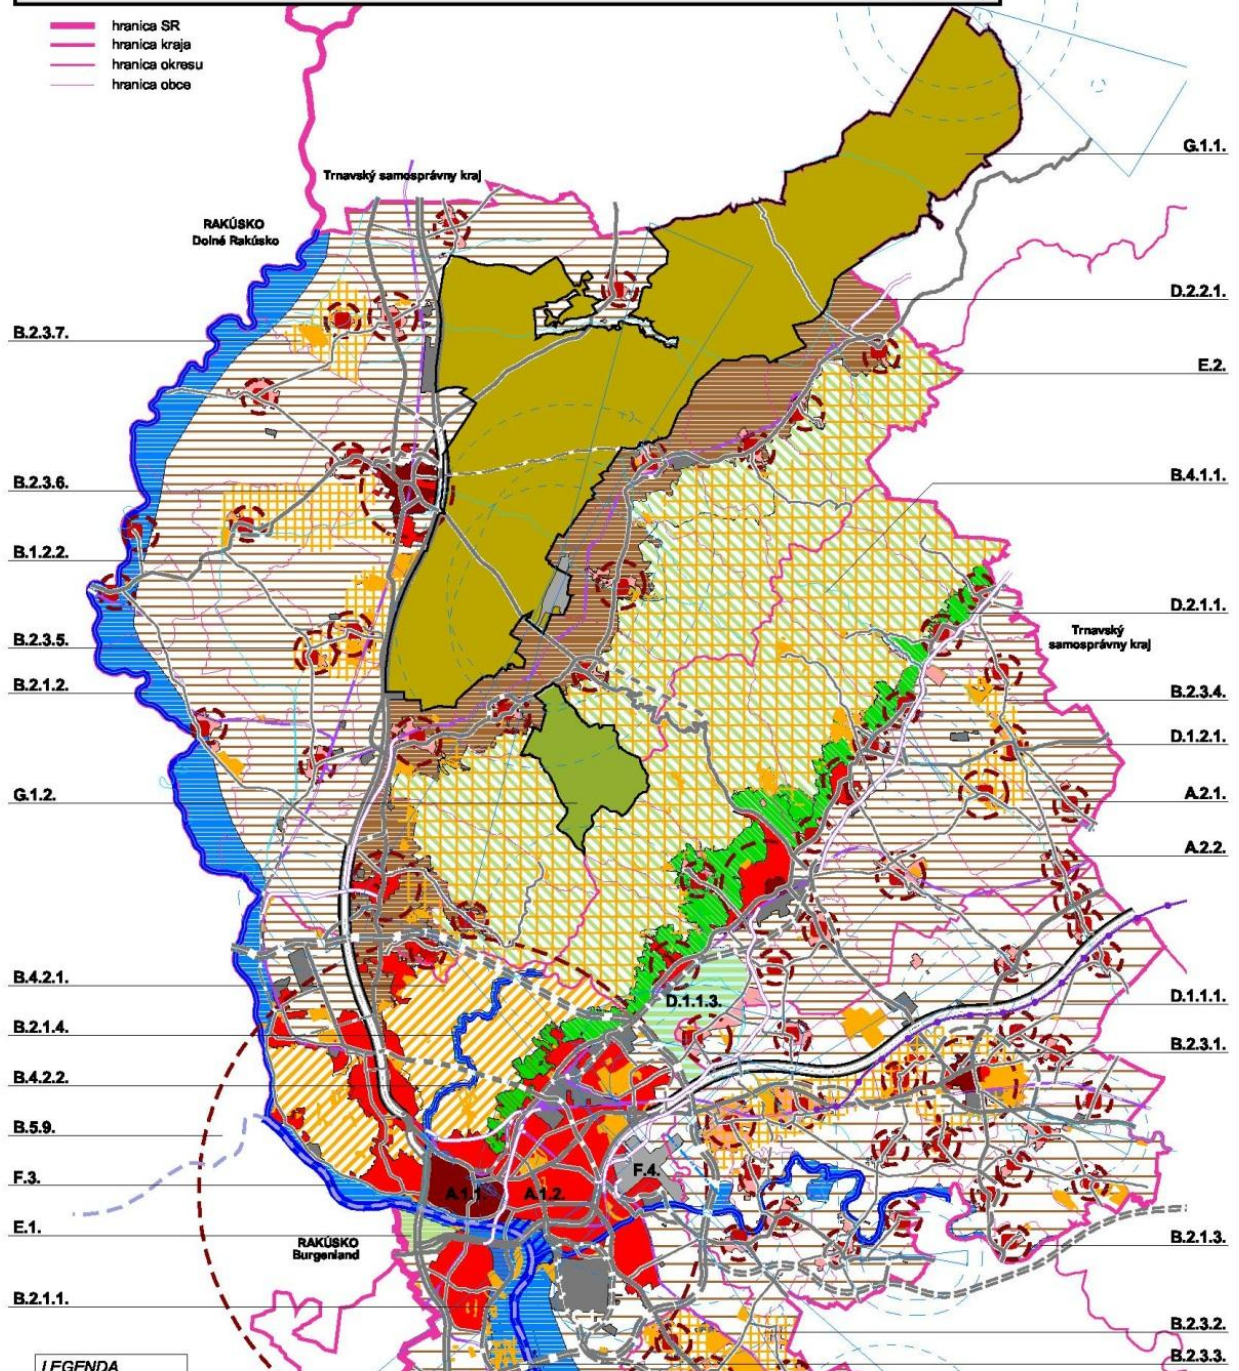 hranica SR
hranica kraja
hranica okresu
hranica obce
Trnavský samosprávny kraj
RAKÚSKO
Dolné Rakúsko
G.1.1.
D.2.2.1.
B.2.3.7.
E.2.
B.4.1.1.
B.2.3.6.
B.1.2.2.
D.2.1.1.
Trnavský
samosprávny kraj
B.2.3.5.
B.2.1.2.
B.2.3.4.
D.1.2.1.
G.1.2.
A.2.1.
A.2.2.
B.4.2.1.
D.1.1.3.
D.1.1.1.
B.2.1.4.
B.2.3.1.
B.4.2.2.
B.5.9.
F.3.
F.4.
A.1.1.
A.1.2.
E.1.
RAKÚSKO
Burgenland
B.2.1.3.
B.2.1.1.
B.2.3.2.
B.2.3.3.
LEGENDA